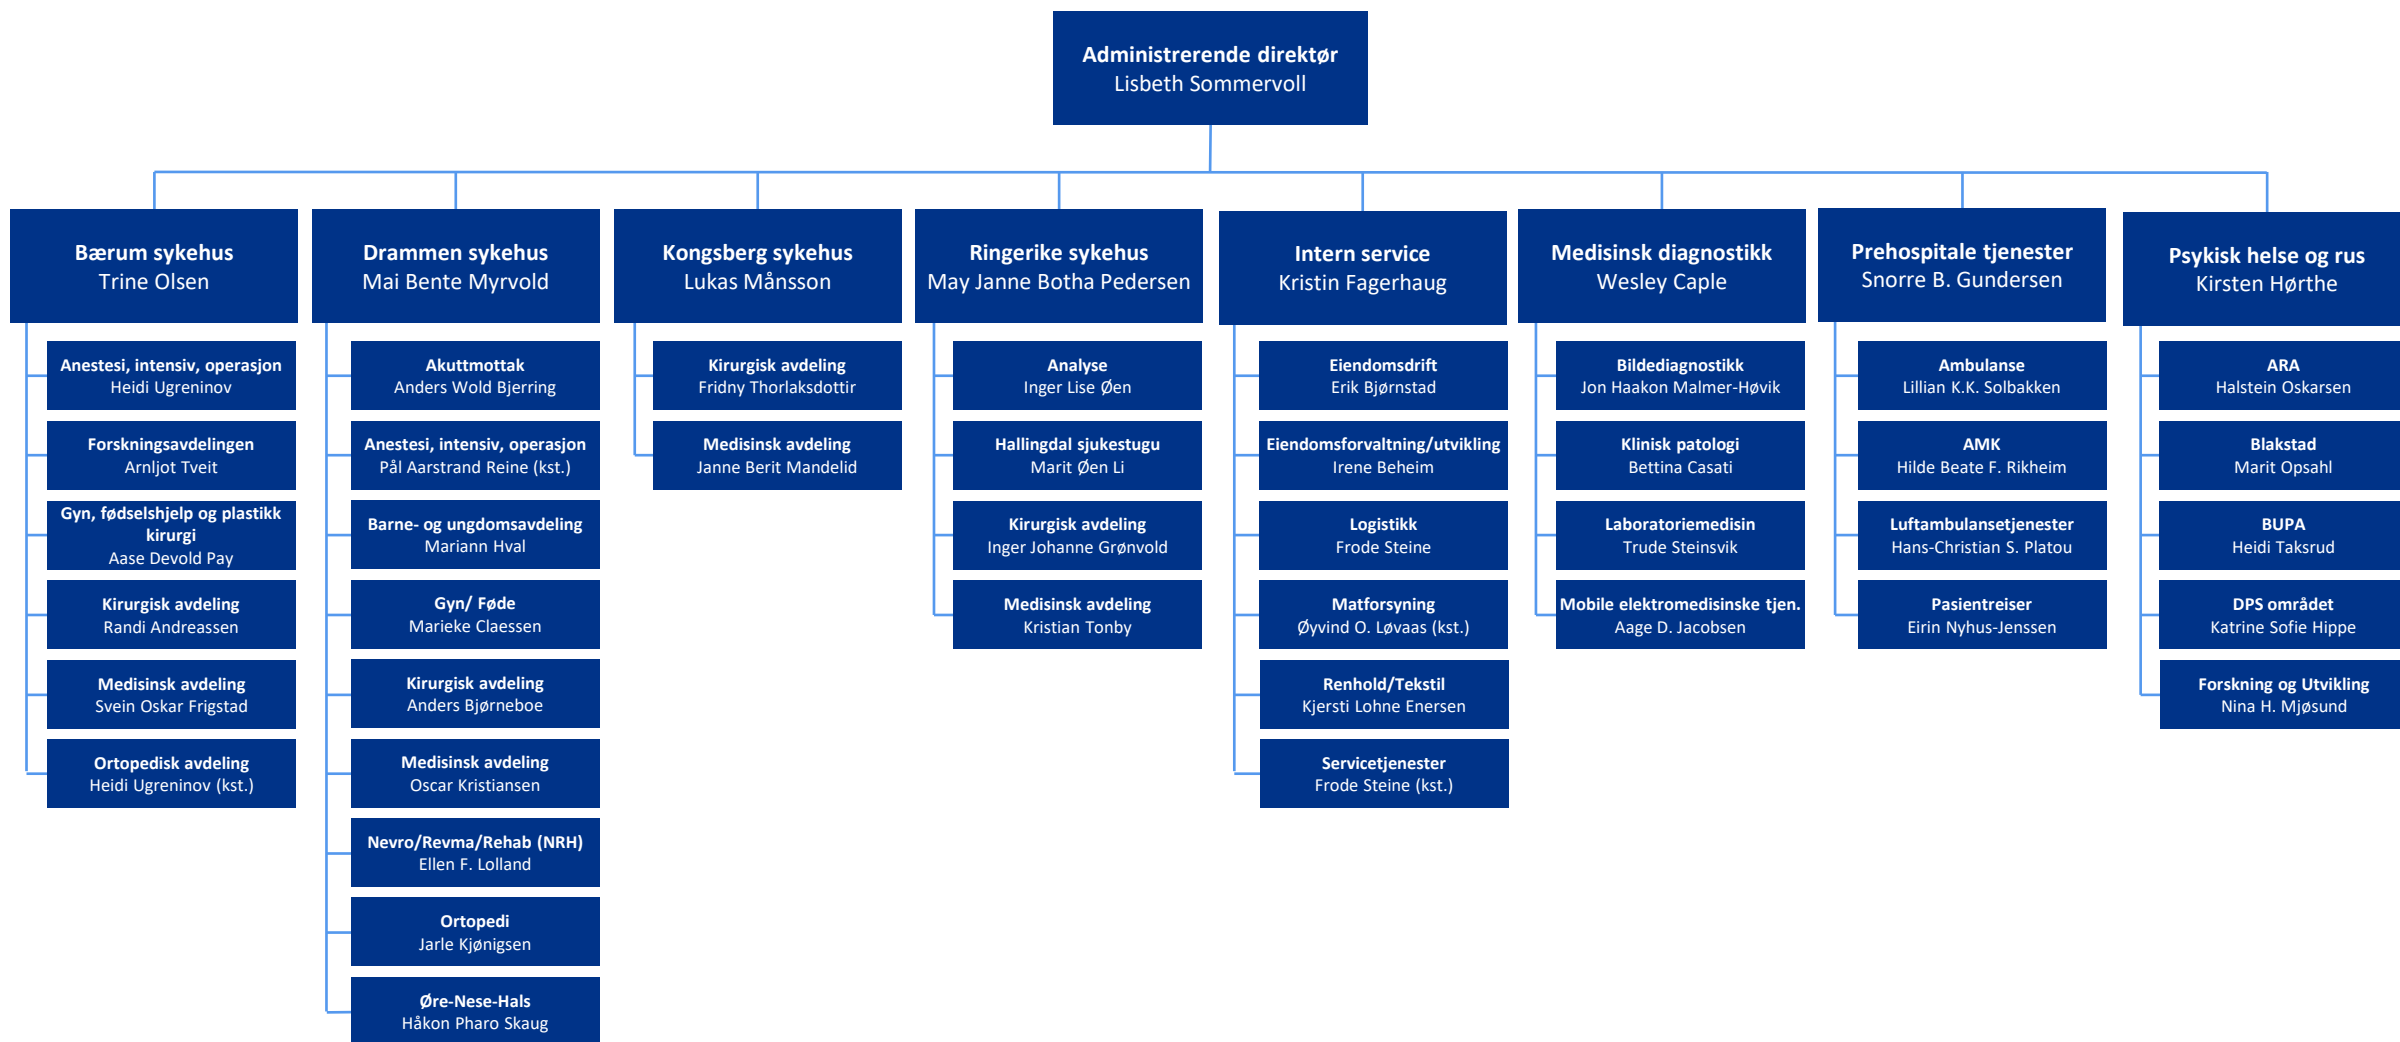 Administrerende direktør
Lisbeth Sommervoll
Bærum sykehus
Trine Olsen
Anestesi, intensiv, operasjon
Heidi Ugreninov
Forskningsavdelingen
Arnljot Tveit
Gyn, fødselshjelp og plastikk
kirurgi
Aase Devold Pay
Kirurgisk avdeling
Randi Andreassen
Medisinsk avdeling
Svein Oskar Frigstad
Ortopedisk avdeling
Heidi Ugreninov (kst.)
Drammen sykehus
Mai Bente Myrvold
Akuttmottak
Anders Wold Bjerring
Anestesi, intensiv, operasjon
Pål Aarstrand Reine (kst.)
Barne- og ungdomsavdeling
Mariann Hval
Gyn/ Føde
Marieke Claessen
Kirurgisk avdeling
Anders Bjørneboe
Medisinsk avdeling
Oscar Kristiansen
Nevro/Revma/Rehab (NRH)
Ellen F. Lolland
Ortopedi
Jarle Kjønigsen
Øre-Nese-Hals
Håkon Pharo Skaug
Kongsberg sykehus
Lukas Månsson
Kirurgisk avdeling
Fridny Thorlaksdottir
Medisinsk avdeling
Janne Berit Mandelid
Ringerike sykehus
May Janne Botha Pedersen
Analyse
Inger Lise Øen
Hallingdal sjukestugu
Marit Øen Li
Kirurgisk avdeling
Inger Johanne Grønvold
Medisinsk avdeling
Kristian Tonby
Intern service
Kristin Fagerhaug
Eiendomsdrift
Erik Bjørnstad
Eiendomsforvaltning/utvikling
Irene Beheim
Logistikk
Frode Steine
Matforsyning
Øyvind O. Løvaas (kst.)
Renhold/Tekstil
Kjersti Lohne Enersen
Servicetjenester
Frode Steine (kst.)
Medisinsk diagnostikk
Wesley Caple
Bildediagnostikk
Jon Haakon Malmer-Høvik
Klinisk patologi
Bettina Casati
Laboratoriemedisin
Trude Steinsvik
Mobile elektromedisinske tjen.
Aage D. Jacobsen
Prehospitale tjenester
Snorre B. Gundersen
Ambulanse
Lillian K.K. Solbakken
AMK
Hilde Beate F. Rikheim
Luftambulansetjenester
Hans-Christian S. Platou
Pasientreiser
Eirin Nyhus-Jenssen
Psykisk helse og rus
Kirsten Hørthe
ARA
Halstein Oskarsen
Blakstad
Marit Opsahl
BUPA
Heidi Taksrud
DPS området
Katrine Sofie Hippe
Forskning og Utvikling
Nina H. Mjøsund